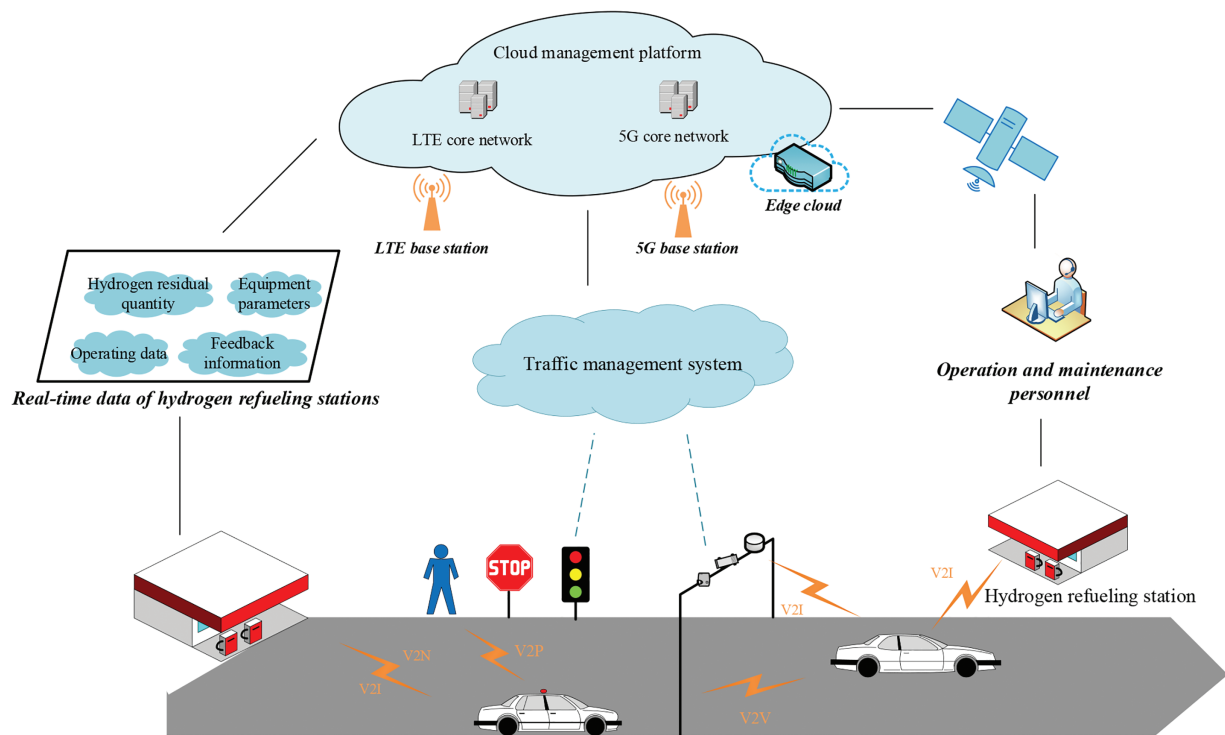 Cloud management platform
LTE core network
5G core network
Edge cloud
LTE base station
5G base station
Hydrogen residual
quantity
Equipment
parameters
Operating data
Feedback
information
Real-time data of hydrogen refueling stations
Traffic management system
Operation and maintenance
personnel
STOP
V2I
V2I
Hydrogen refueling station
V2N
V2P
V2I
V2V